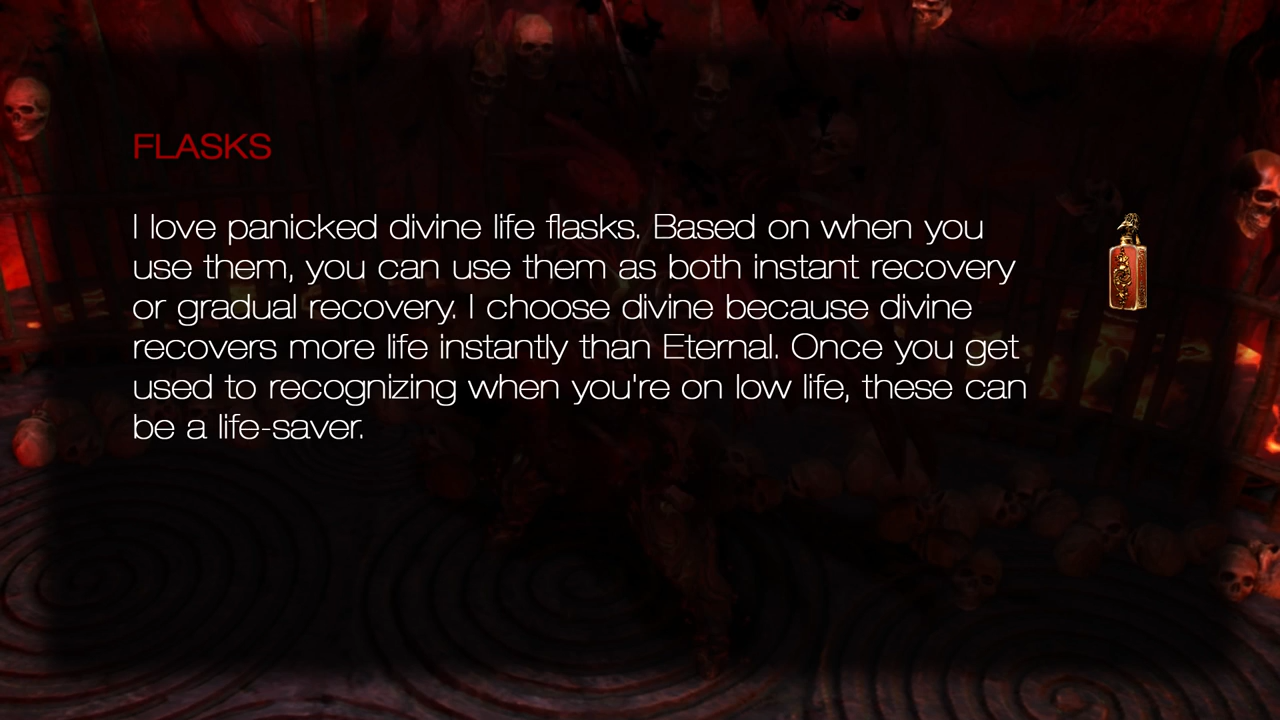 FLASKS
I love panicked divine life flasks. Based on when you
use them, you can use them as both instant recovery
or gradual recovery. I choose divine because divine
recovers more life instantly than Eternal. Once you get
used to recognizing when you're on low life, these can
be a life-saver.